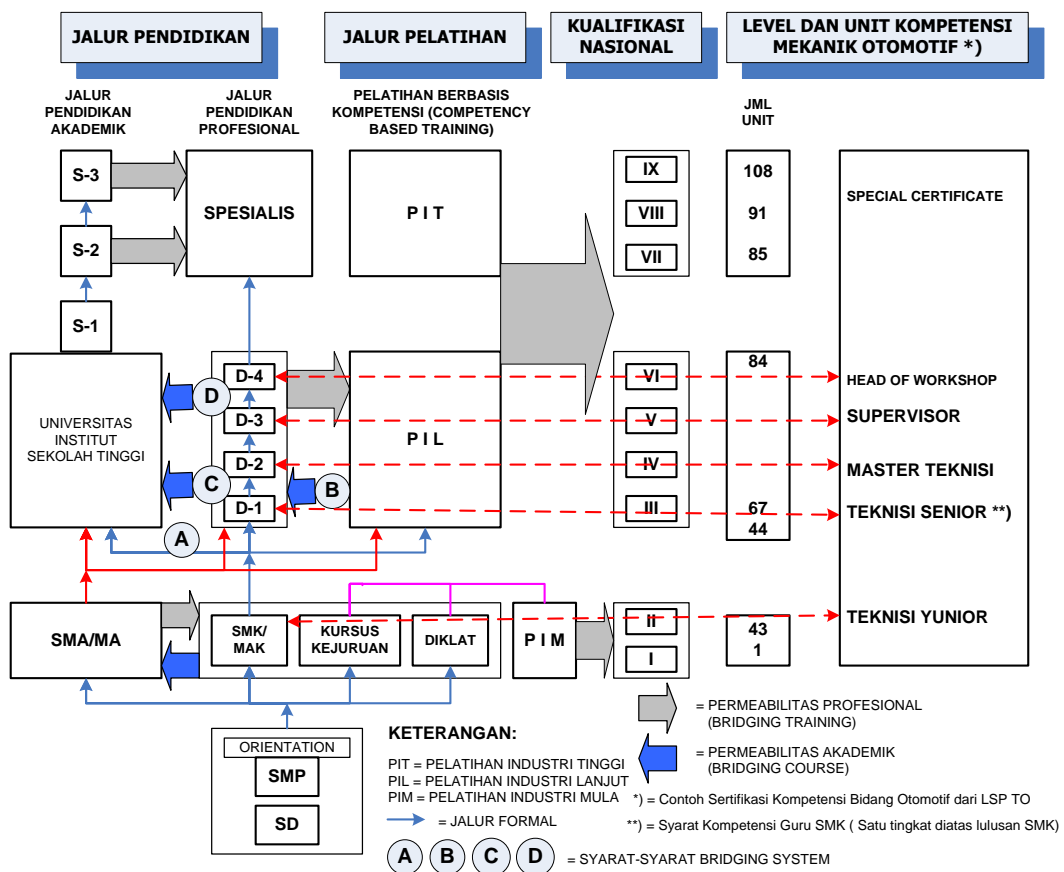 JALUR PENDIDIKAN
JALUR PELATIHAN
KUALIFIKASI
NASIONAL
LEVEL DAN UNIT KOMPETENSI
MEKANIK OTOMOTIF *)
JALUR
PENDIDIKAN
AKADEMIK
JALUR
PENDIDIKAN
PROFESIONAL
PELATIHAN BERBASIS
KOMPETENSI (COMPETENCY
BASED TRAINING)
JML
UNIT
S-3
S-2
S-1
SPESIALIS
P I T
IX
VIII
VII
108
91
85
SPECIAL CERTIFICATE
UNIVERSITAS
INSTITUT
SEKOLAH TINGGI
D
C
A
D-4
D-3
D-2
D-1
B
P I L
VI
V
IV
III
84
67
44
HEAD OF WORKSHOP
SUPERVISOR
MASTER TEKNISI
TEKNISI SENIOR **)
SMA/MA
SMK/
MAK
KURSUS
KEJURUAN
DIKLAT
P I M
II
I
43
1
TEKNISI YUNIOR
ORIENTATION
SMP
SD
KETERANGAN:
PIT = PELATIHAN INDUSTRI TINGGI
PIL = PELATIHAN INDUSTRI LANJUT
PIM = PELATIHAN INDUSTRI MULA
= JALUR FORMAL
A B C D = SYARAT-SYARAT BRIDGING SYSTEM
= PERMEABILITAS PROFESIONAL
(BRIDGING TRAINING)
= PERMEABILITAS AKADEMIK
(BRIDGING COURSE)
*) = Contoh Sertifikasi Kompetensi Bidang Otomotif dari LSP TO
**) = Syarat Kompetensi Guru SMK ( Satu tingkat diatas lulusan SMK)